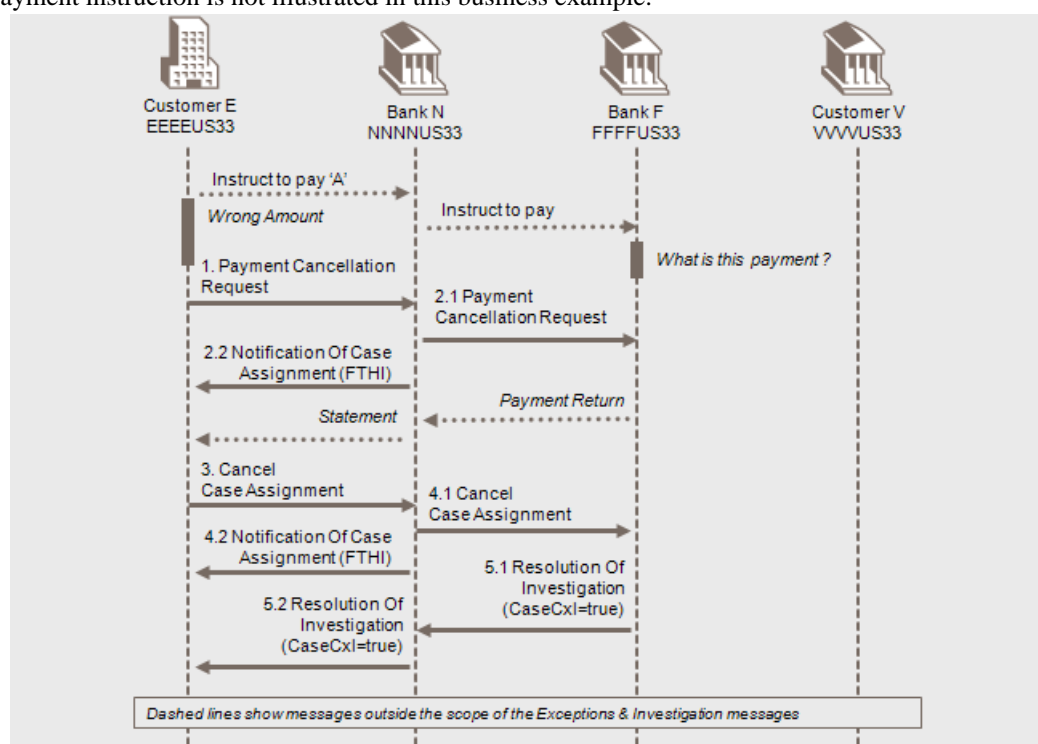 ayment instruction is not illustrated in this business example.
Customer E
EEEEUS33
Bank N
NNNNUS33
Bank F
FFFFUS33
Customer V
VVVVUS33
Instruct to pay ‘A’
Wrong Amount
Instruct to pay
What is this payment ?
1. Payment Cancellation
Request
2.1 Payment
Cancellation Request
2.2 Notification Of Case
Assignment (FTHI)
Payment Return
Statement
3. Cancel
Case Assignment
4.1 Cancel
Case Assignment
4.2 Notification Of Case
Assignment (FTHI)
5.1 Resolution Of
Investigation
(CaseCxl=true)
5.2 Resolution Of
Investigation
(CaseCxl=true)
Dashed lines show messages outside the scope of the Exceptions & Investigation messages